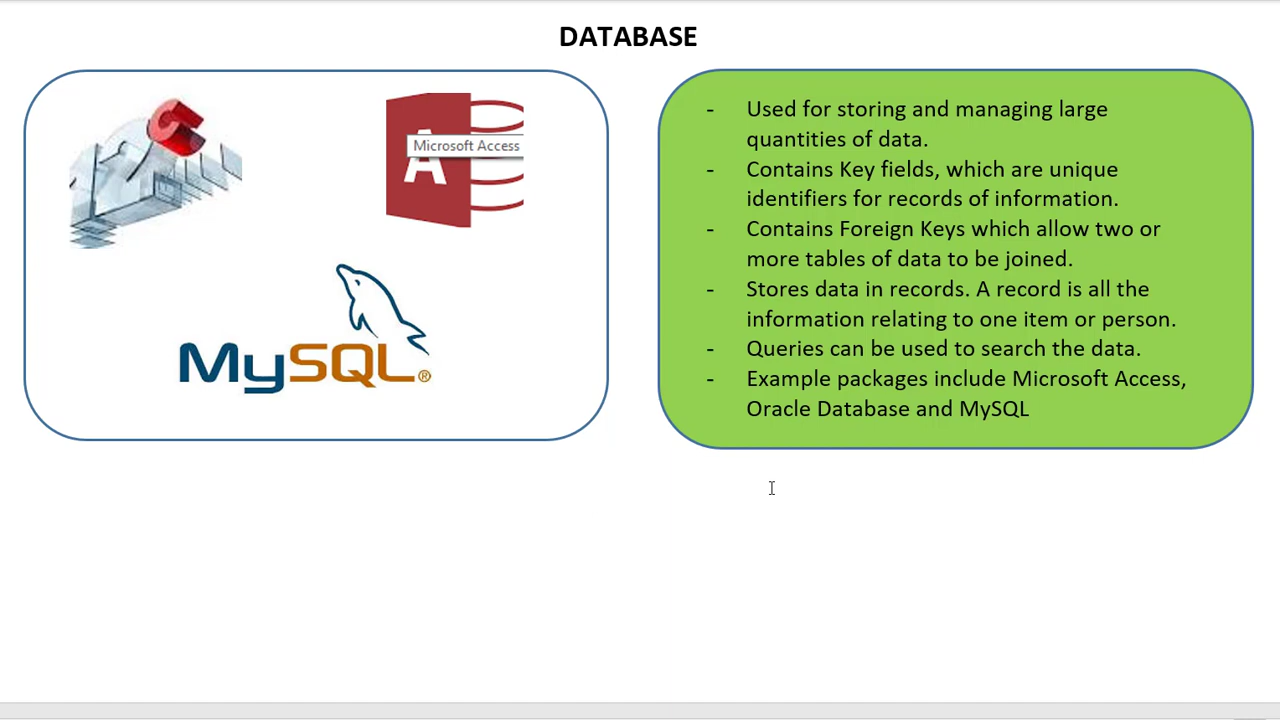 DATABASE
Microsoft Access
A
MySQL®
- Used for storing and managing large
quantities of data.
- Contains Key fields, which are unique
identifiers for records of information.
- Contains Foreign Keys which allow two or
more tables of data to be joined.
- Stores data in records. A record is all the
information relating to one item or person.
- Queries can be used to search the data.
- Example packages include Microsoft Access,
Oracle Database and MySQL